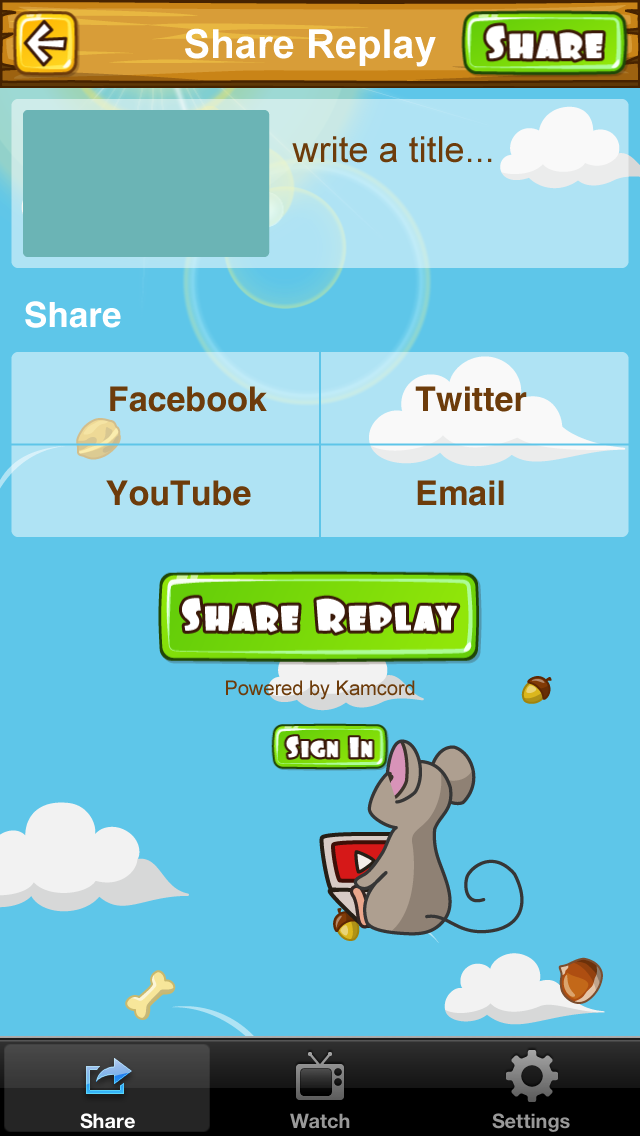 Share Replay
SHARE
write a title...
Share
Facebook
Twitter
YouTube
Email
SHARE REPLAY
Powered by Kamcord
SIGN IN
Share
Watch
Settings